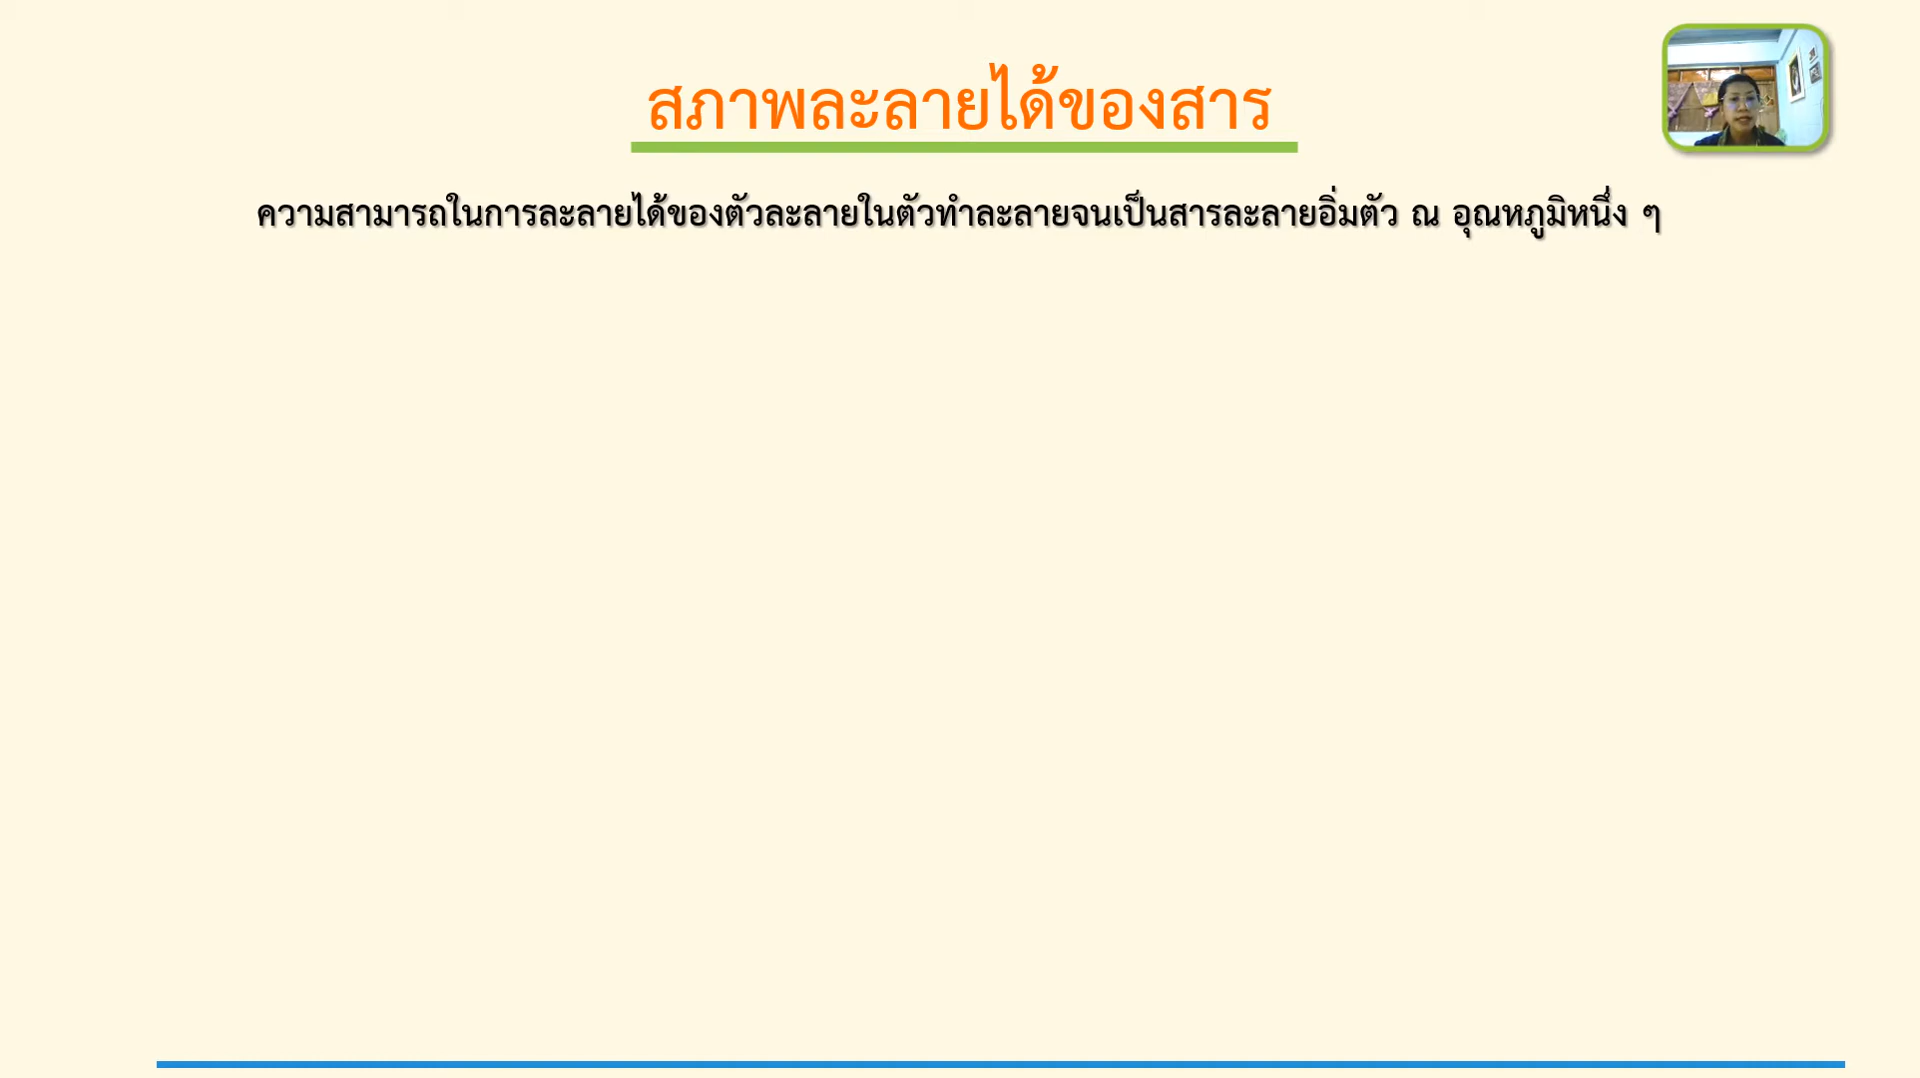 สภาพละลายได้ของสาร
ความสามารถในการละลายได้ของตัวละลายในตัวทำละลายจนเป็นสารละลายอิ่มตัว ณ อุณหภูมิหนึ่ง ๆ